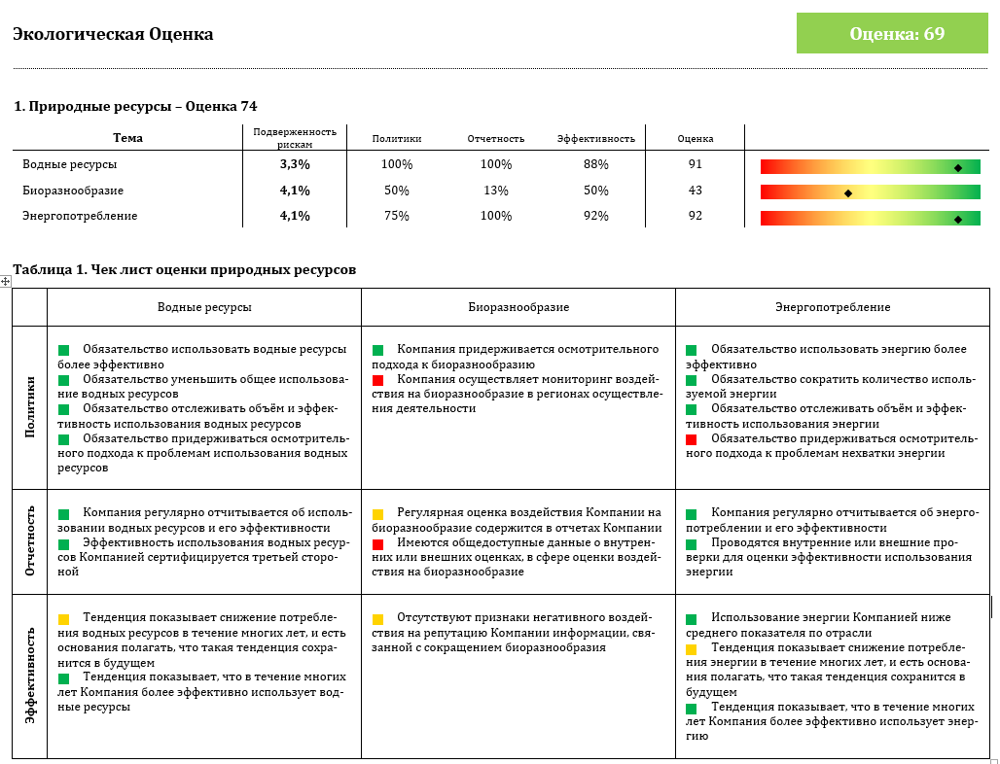 Экологическая Оценка
Оценка: 69
1. Природные ресурсы – Оценка 74
Тема
Подверженность
рискам
Политики
Отчетность
Эффективность
Оценка
Водные ресурсы 3,3% 100% 100% 88% 91
Биоразнообразие 4,1% 50% 13% 50% 43
Энергопотребление 4,1% 75% 100% 92% 92
Таблица 1. Чек лист оценки природных ресурсов
Водные ресурсы
Биоразнообразие
Энергопотребление
Политики
Обязательство использовать водные ресурсы
более эффективно
Обязательство уменьшить общее использова-
ние водных ресурсов
Обязательство отслеживать объём и эффек-
тивность использования водных ресурсов
Обязательство придерживаться осмотритель-
ного подхода к проблемам использования водных
ресурсов
Компания придерживается осмотрительного
подхода к биоразнообразию
Компания осуществляет мониторинг воздей-
ствия на биоразнообразие в регионах осуществле-
ния деятельности
Обязательство использовать энергию более
эффективно
Обязательство сократить количество исполь-
зуемой энергии
Обязательство отслеживать объём и эффек-
тивность использования энергии
Обязательство придерживаться осмотритель-
ного подхода к проблемам нехватки энергии
Отчетность
Компания регулярно отчитывается об исполь-
зовании водных ресурсов и его эффективности
Эффективность использования водных ресур-
сов Компанией сертифицируется третьей сторо-
ной
Регулярная оценка воздействия Компании на
биоразнообразие содержится в отчетах Компании
Имеются общедоступные данные о внутрен-
них или внешних оценках, в сфере оценки воздей-
ствия на биоразнообразие
Компания регулярно отчитывается об энерго-
потреблении и его эффективности
Проводятся внутренние или внешние про-
верки для оценки эффективности использования
энергии
Эффективность
Тенденция показывает снижение потребле-
ния водных ресурсов в течение многих лет, и есть
основания полагать, что такая тенденция сохра-
нится в будущем
Тенденция показывает, что в течение многих
лет Компания более эффективно использует вод-
ные ресурсы
Отсутствуют признаки негативного воздей-
ствия на репутацию Компании информации, свя-
занной с сокращением биоразнообразия
Использование энергии Компанией ниже
среднего показателя по отрасли
Тенденция показывает снижение потребле-
ния энергии в течение многих лет, и есть основа-
ния полагать, что такая тенденция сохранится в
будущем
Тенденция показывает, что в течение многих
лет Компания более эффективно использует энер-
гию